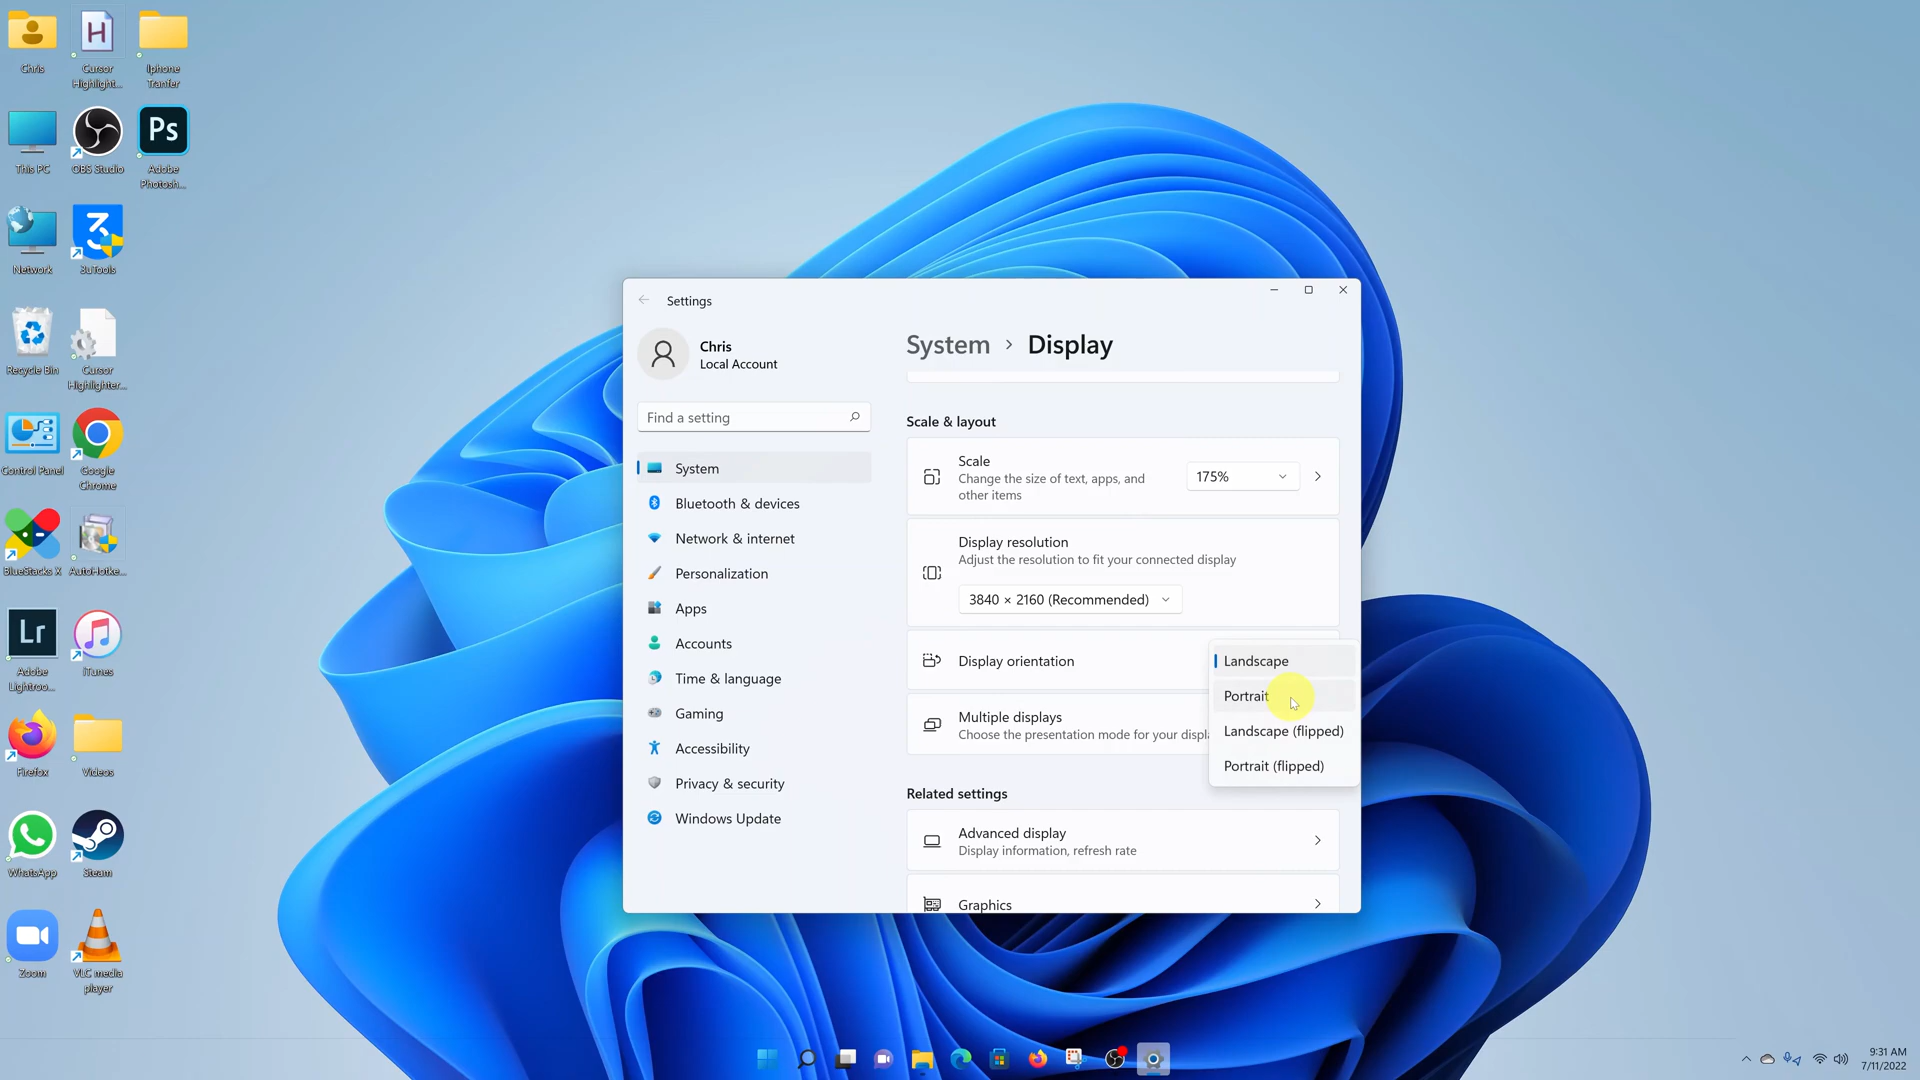 Chris
Cursor
Highlight...
Iphone
Tranfer
H
This PC
OBS Studio
Ps
Adobe
Photosh...
Network
3
3uTools
Recycle Bin
Cursor
Highlighter...
Control Panel
Google
Chrome
BlueStacks X
AutoHotke...
Lr
Adobe
Lightroo...
iTunes
Firefox
Videos
WhatsApp
Steam
Zoom
VLC media
player
Settings
Chris
Local Account
Find a setting
System
Bluetooth & devices
Network & internet
Personalization
Apps
Accounts
Time & language
Gaming
Accessibility
Privacy & security
Windows Update
System › Display
Scale & layout
Scale
Change the size of text, apps, and
other items
175%
Display resolution
Adjust the resolution to fit your connected display
3840 × 2160 (Recommended)
Display orientation
Landscape
Portrait
Landscape (flipped)
Portrait (flipped)
Multiple displays
Choose the presentation mode for your displa
Related settings
Advanced display
Display information, refresh rate
Graphics
9:31 AM
7/11/2022